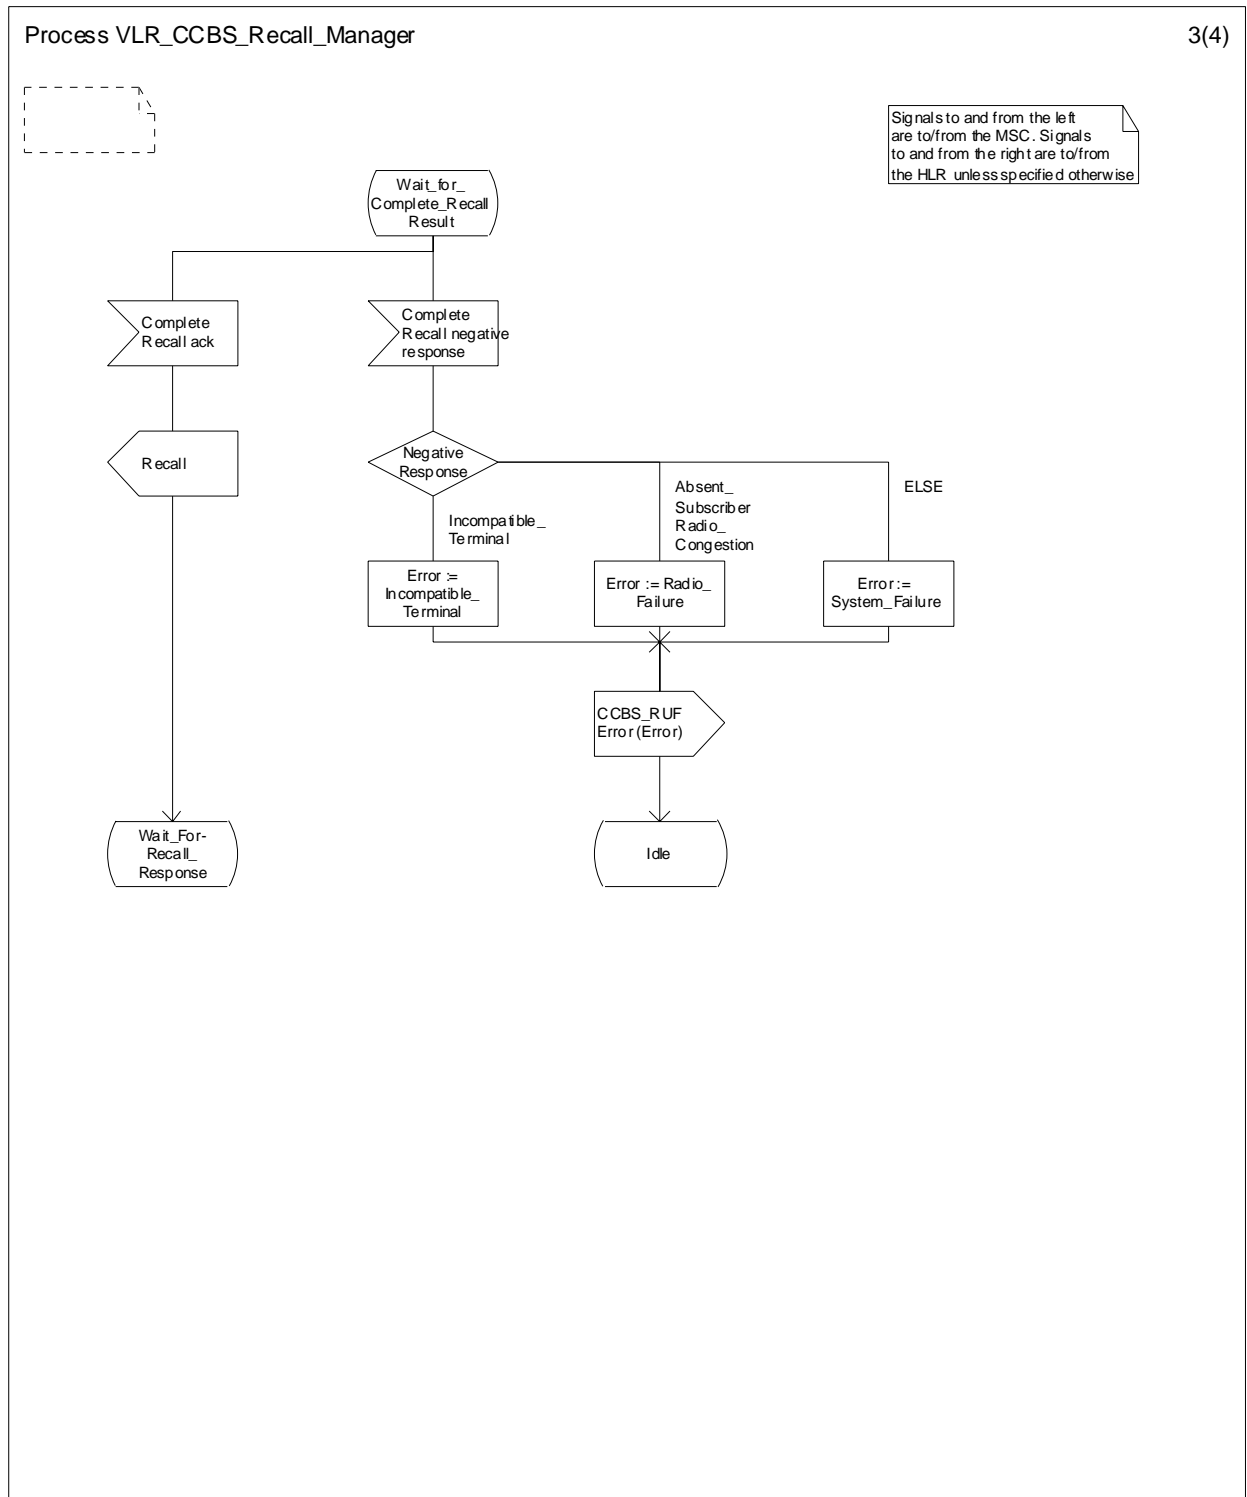 Process VLR_CCBS_Recall_Manager
3(4)
Signals to and from the left
are to/from the MSC. Signals
to and from the right are to/from
the HLR unless specified otherwise
Wait_for_
Complete_Recall
Result
Complete
Recall ack
Complete
Recall negative
response
Recall
Negative
Response
Incompatible_
Terminal
Absent_
Subscriber
Radio_
Congestion
ELSE
Error :=
Incompatible_
Terminal
Error := Radio_
Failure
Error :=
System_Failure
CCBS_RUF
Error (Error)
Wait_For-
Recall_
Response
Idle